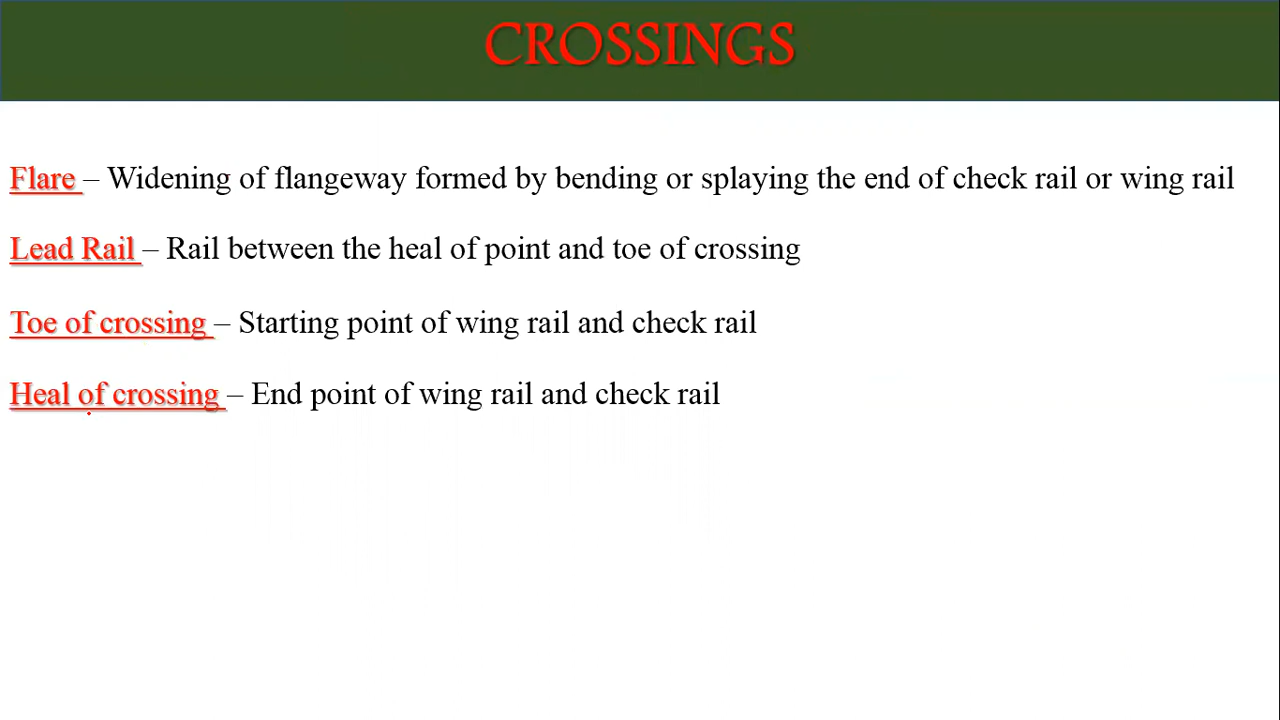 CROSSINGS
Flare – Widening of flangeway formed by bending or splaying the end of check rail or wing rail
Lead Rail – Rail between the heal of point and toe of crossing
Toe of crossing – Starting point of wing rail and check rail
Heal of crossing – End point of wing rail and check rail